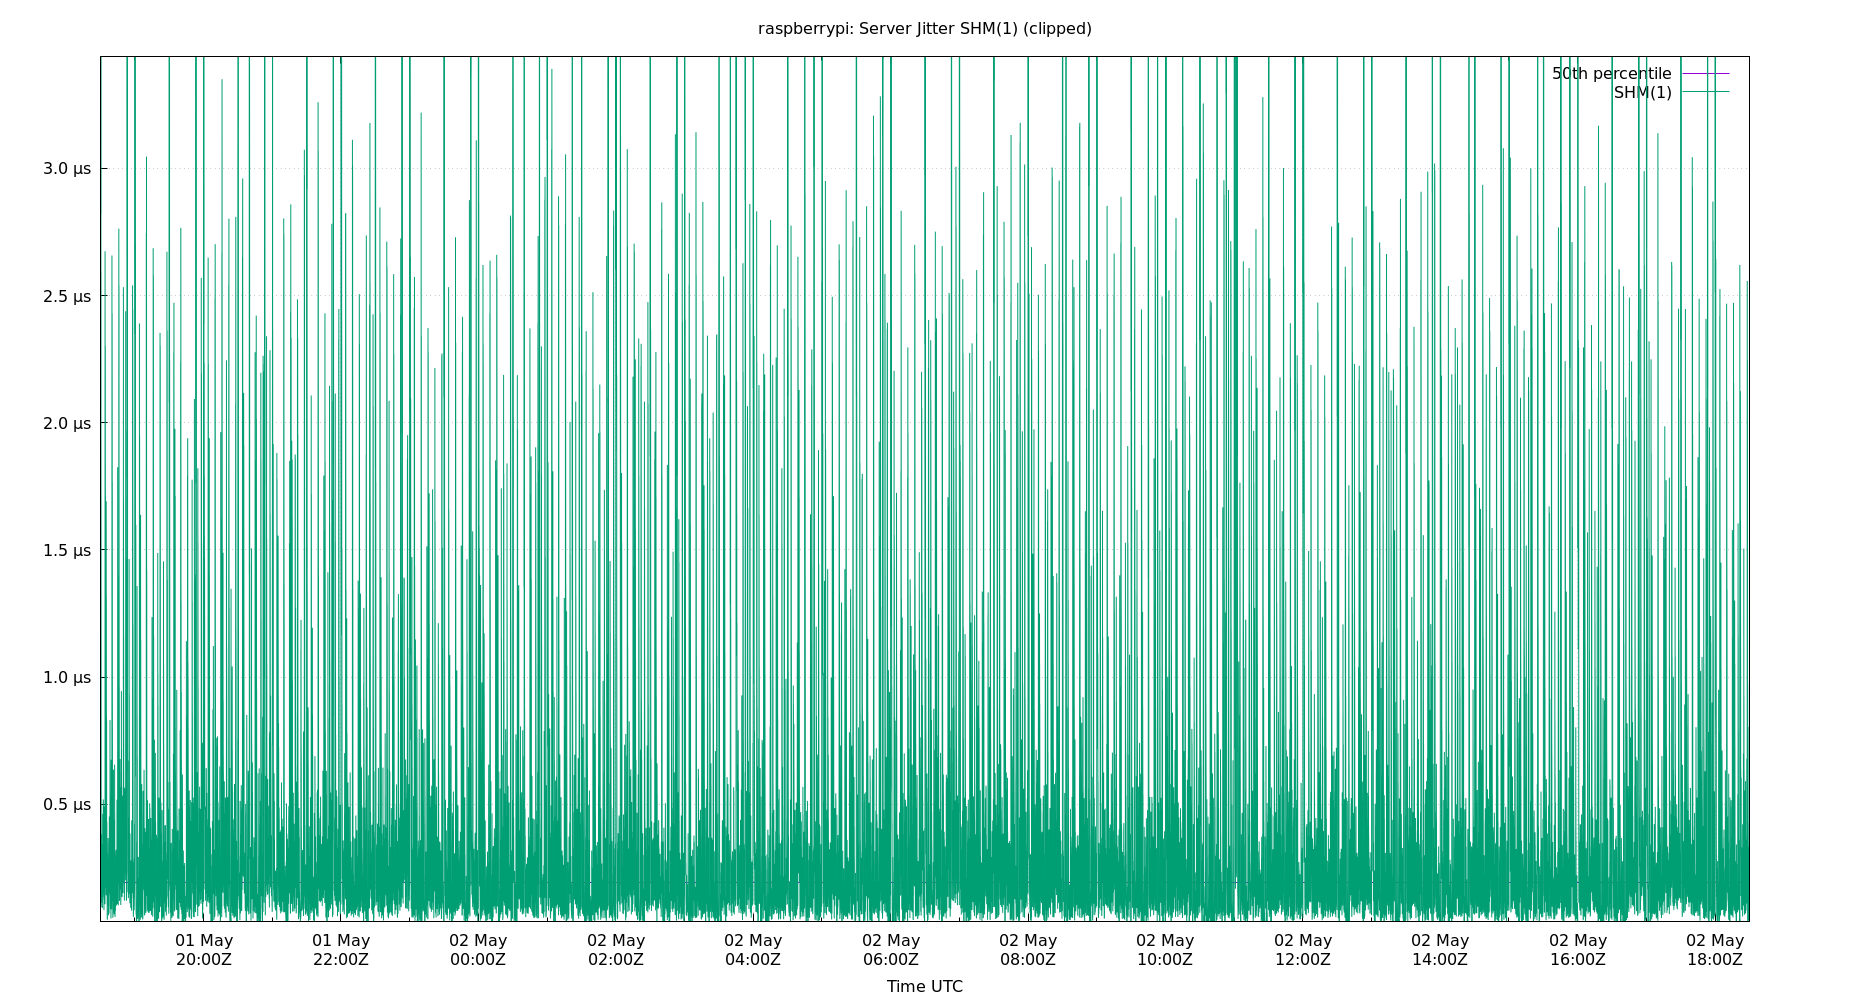 raspberrypi: Server Jitter SHM(1) (clipped)
50th percentile
SHM(1)
3.0 µs
2.5 µs
2.0 µs
1.5 µs
1.0 µs
0.5 µs
01 May 01 May 02 May 02 May 02 May 02 May 02 May 02 May 02 May 02 May 02 May 02 May
20:00Z 22:00Z 00:00Z 02:00Z 04:00Z 06:00Z 08:00Z 10:00Z 12:00Z 14:00Z 16:00Z 18:00Z
Time UTC